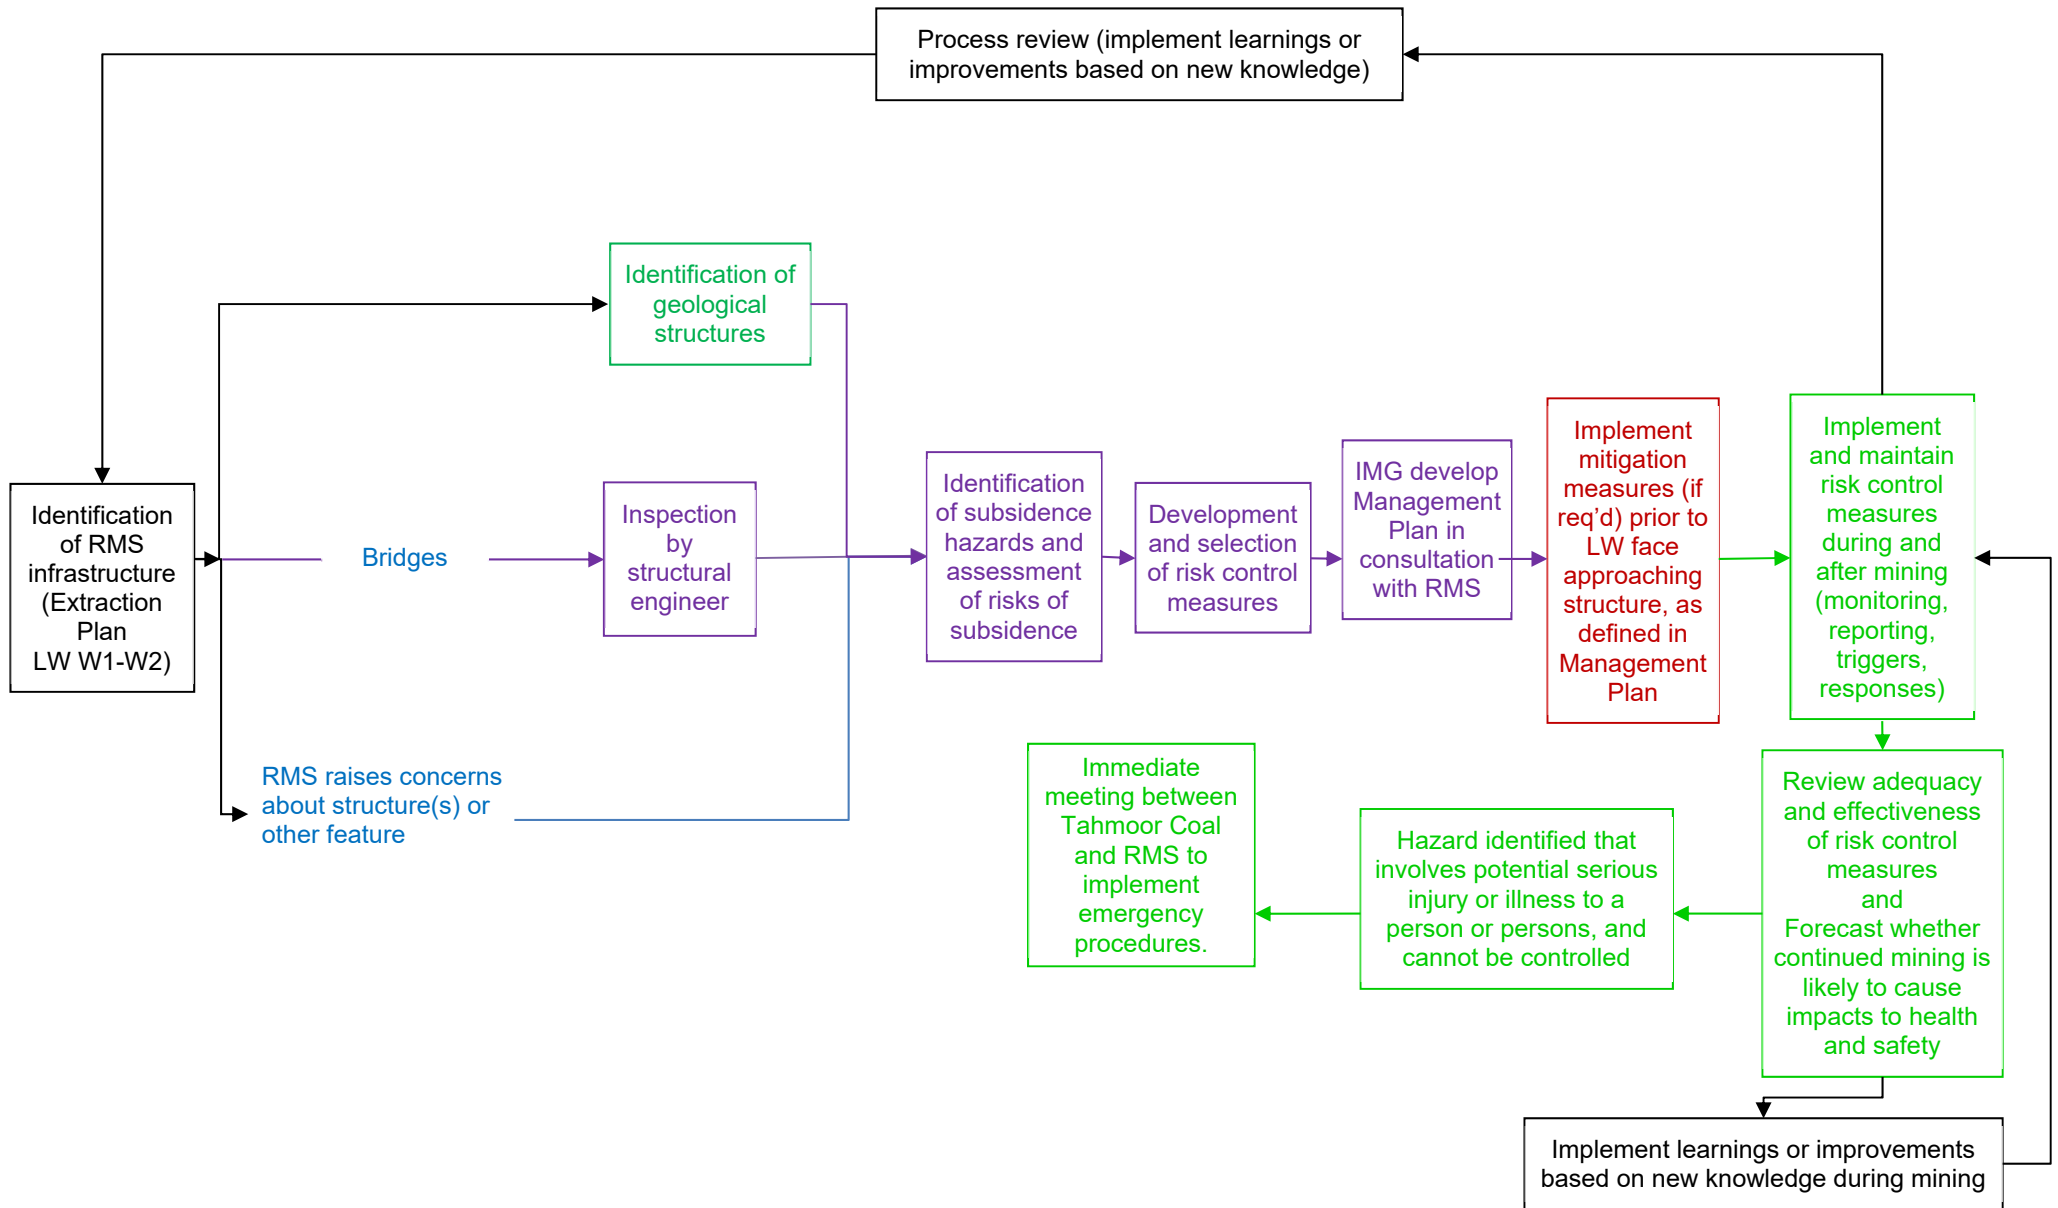 Process review (implement learnings or
improvements based on new knowledge)
Identification of
geological
structures
Identification
of RMS
infrastructure
(Extraction
Plan
LW W1-W2)
Bridges
Inspection
by
structural
engineer
RMS raises concerns
about structure(s) or
other feature
Identification
of subsidence
hazards and
assessment
of risks of
subsidence
Development
and selection
of risk control
measures
IMG develop
Management
Plan in
consultation
with RMS
Implement
mitigation
measures (if
req’d) prior to
LW face
approaching
structure, as
defined in
Management
Plan
Implement
and maintain
risk control
measures
during and
after mining
(monitoring,
reporting,
triggers,
responses)
Review adequacy
and effectiveness
of risk control
measures
and
Forecast whether
continued mining is
likely to cause
impacts to health
and safety
Hazard identified that
involves potential serious
injury or illness to a
person or persons, and
cannot be controlled
Immediate
meeting between
Tahmoor Coal
and RMS to
implement
emergency
procedures.
Implement learnings or improvements
based on new knowledge during mining